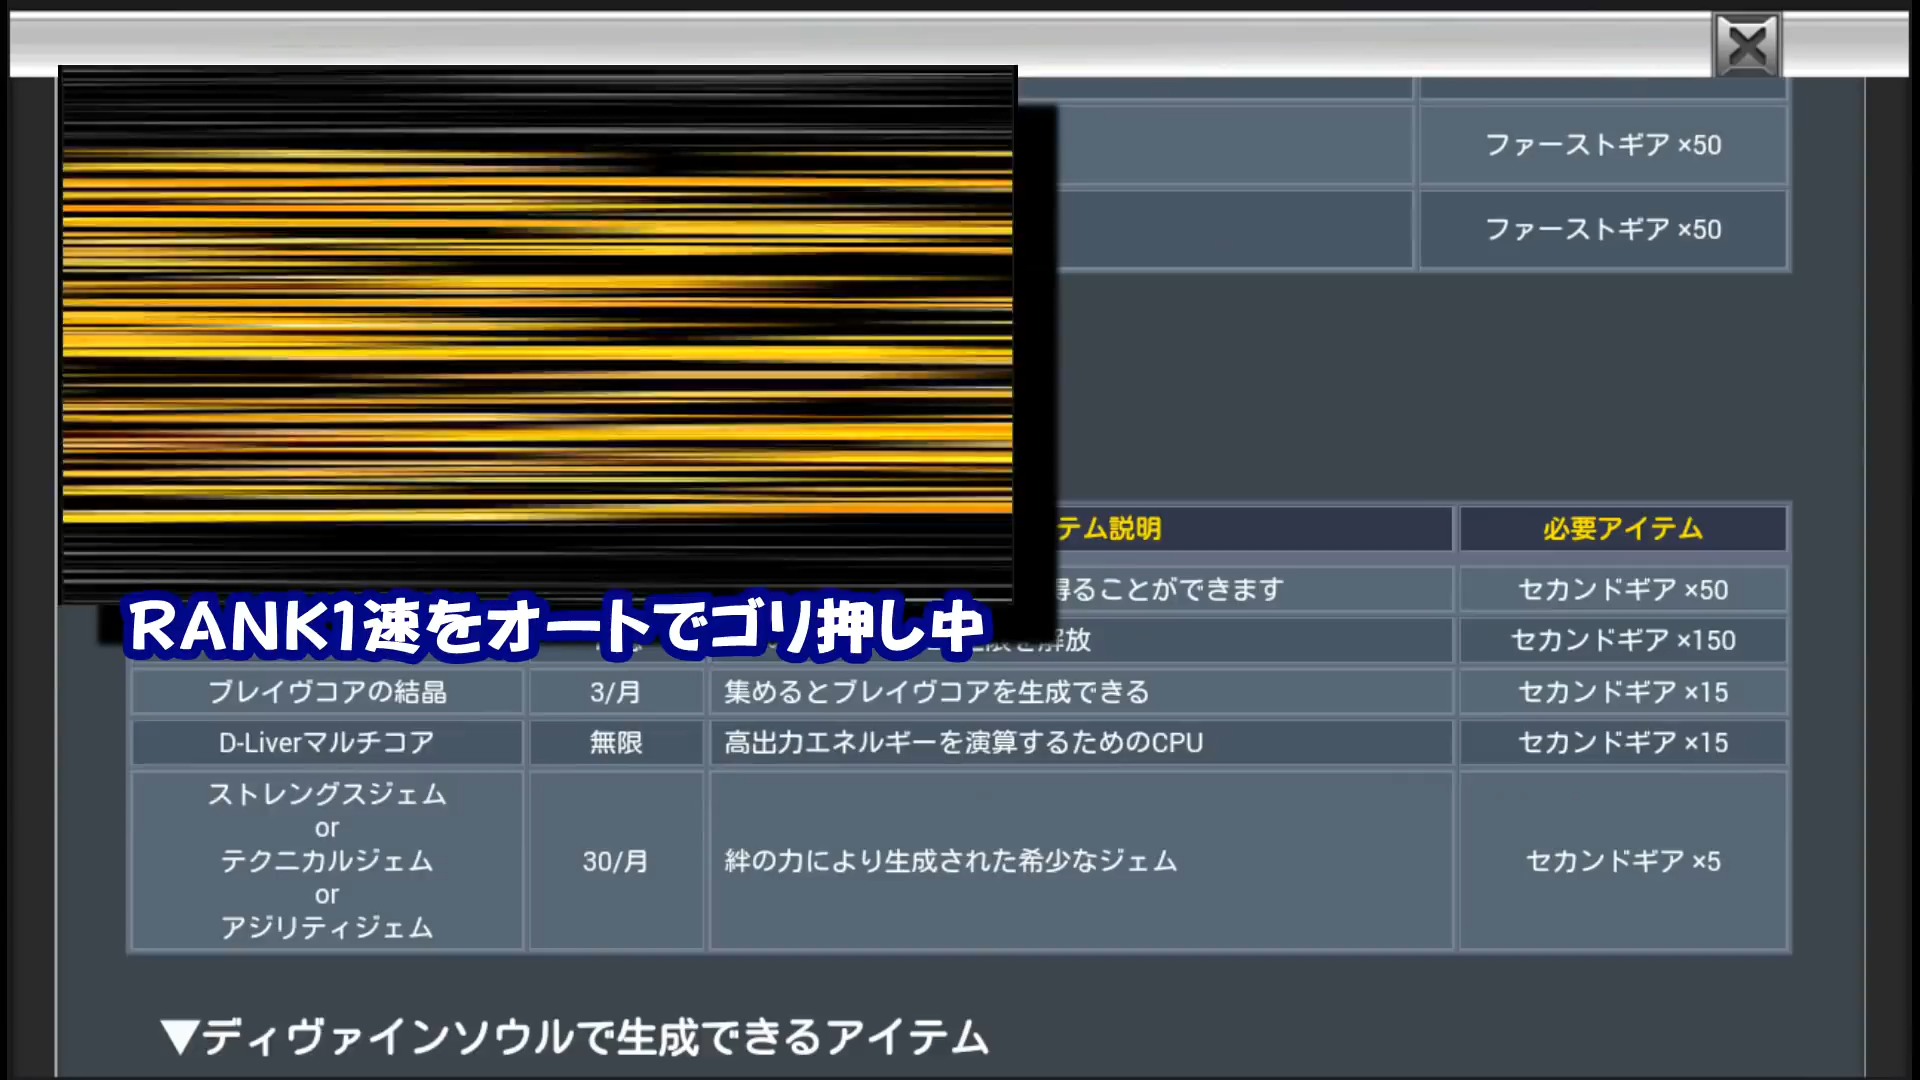 ファーストギア ×50
ファーストギア ×50
テム説明
必要アイテム
得ることができます
セカンドギア ×50
RANK1速をオートでゴリ押し中
を解放
セカンドギア ×150
ブレイヴコアの結晶
3/月
集めるとブレイヴコアを生成できる
セカンドギア ×15
D-Liverマルチコア
無限
高出力エネルギーを演算するためのCPU
セカンドギア ×15
ストレングスジェム
or
テクニカルジェム
or
アジリティジェム
30/月
絆の力により生成された希少なジェム
セカンドギア ×5
▼ディヴァインソウルで生成できるアイテム